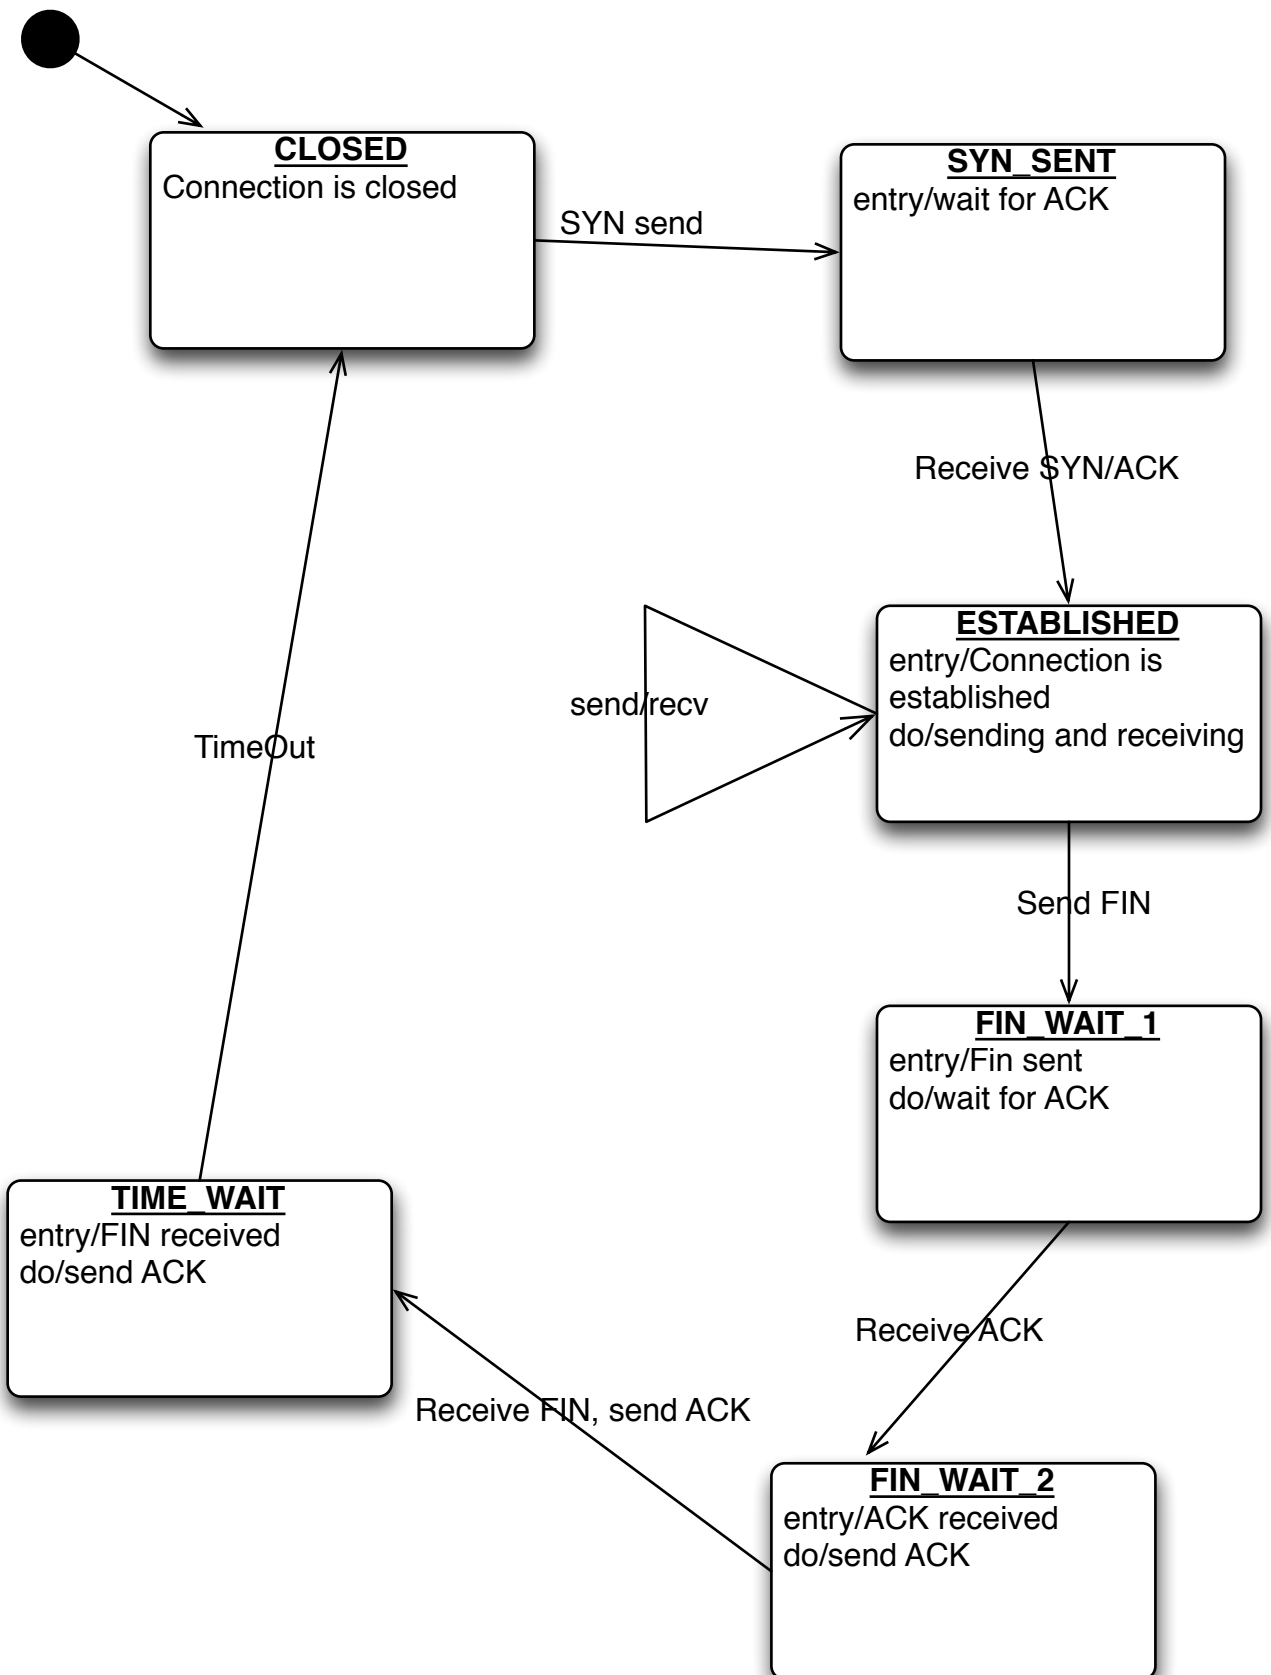 CLOSED
Connection is closed
SYN send
SYN_SENT
entry/wait for ACK
Receive SYN/ACK
ESTABLISHED
entry/Connection is
established
do/sending and receiving
send/recv
TimeOut
Send FIN
FIN_WAIT_1
entry/Fin sent
do/wait for ACK
TIME_WAIT
entry/FIN received
do/send ACK
Receive ACK
Receive FIN, send ACK
FIN_WAIT_2
entry/ACK received
do/send ACK